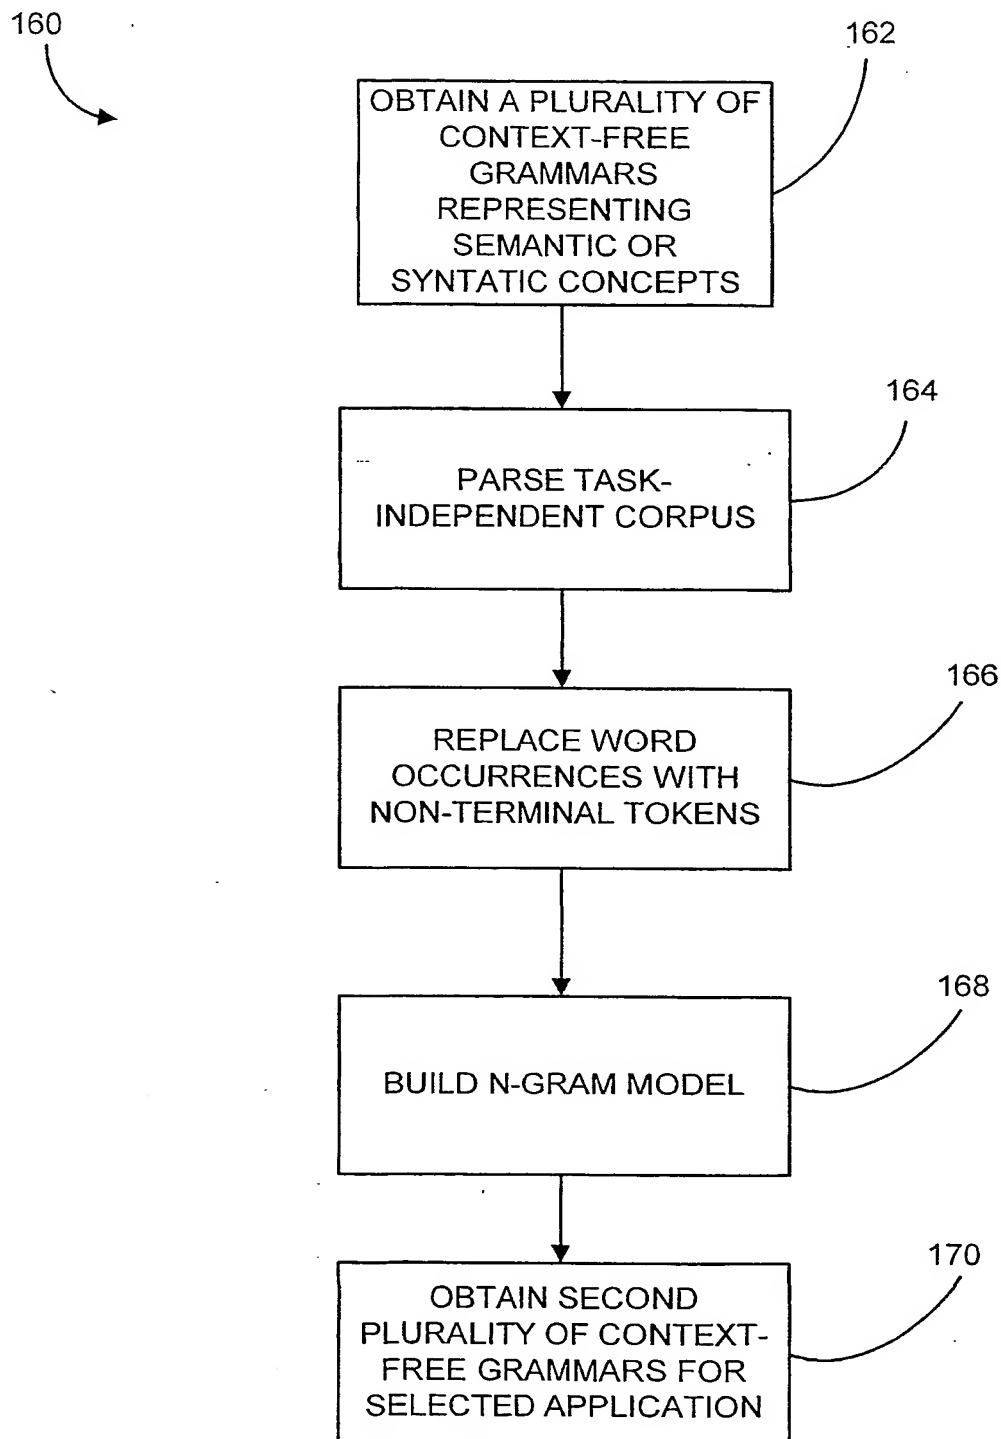 160
162
OBTAIN A PLURALITY OF
CONTEXT-FREE
GRAMMARS
REPRESENTING
SEMANTIC OR
SYNTATIC CONCEPTS
164
PARSE TASK-
INDEPENDENT CORPUS
166
REPLACE WORD
OCCURRENCES WITH
NON-TERMINAL TOKENS
168
BUILD N-GRAM MODEL
170
OBTAIN SECOND
PLURALITY OF CONTEXT-
FREE GRAMMARS FOR
SELECTED APPLICATION